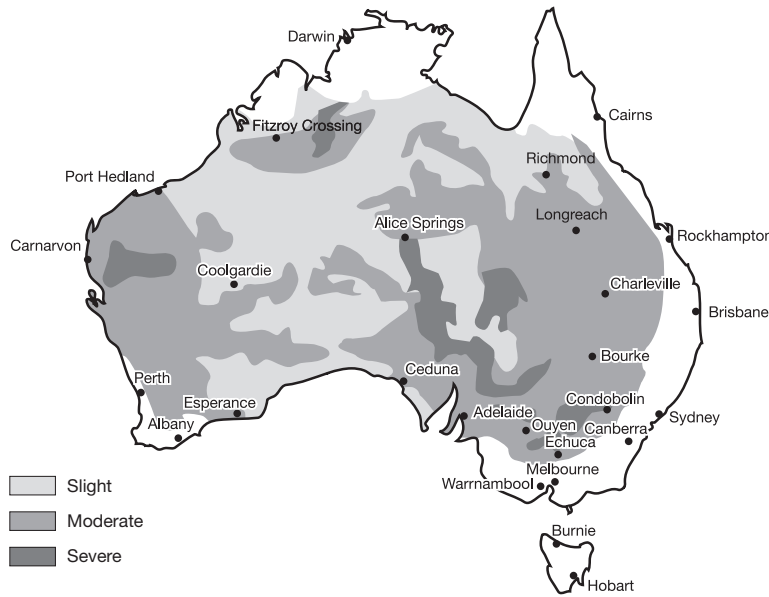 Darwin
Cairns
Fitzroy Crossing
Richmond
Port Hedland
Longreach
Alice Springs
Rockhampton
Carnarvon
Coolgardie
Charleville
Brisbane
Bourke
Ceduna
Perth
Esperance
Condobolin
Adelaide
Sydney
Albany
Ouyen
Canberra
Echuca
Melbourne
Warrnambool
Slight
Moderate
Severe
Burnie
Hobart